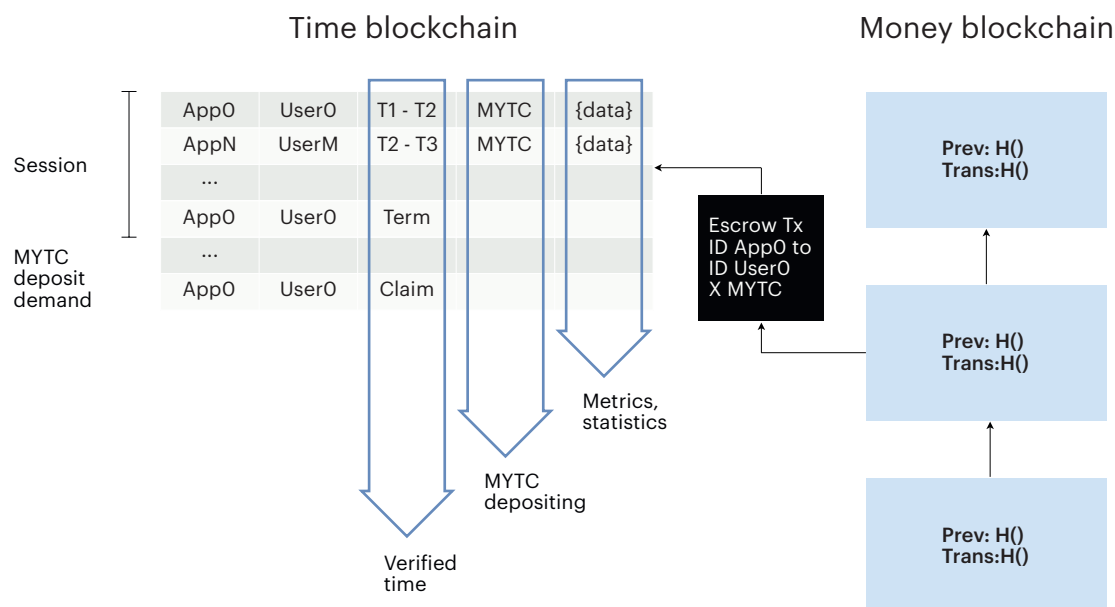 Time blockchain
Money blockchain
Session
MYTC
deposit
demand
App0 User0 T1 - T2 MYTC {data}
AppN UserM T2 - T3 MYTC {data}
...
App0 User0 Term
...
App0 User0 Claim
Metrics,
statistics
MYTC
depositing
Verified
time
Escrow Tx
ID App0 to
ID User0
X MYTC
Prev: H()
Trans:H()
Prev: H()
Trans:H()
Prev: H()
Trans:H()